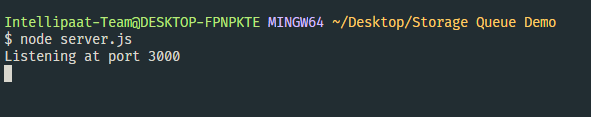 Intellipaat-Team@DESKTOP-FPNPKTE MINGW64 ~/Desktop/Storage Queue Demo
$ node server.js
Listening at port 3000